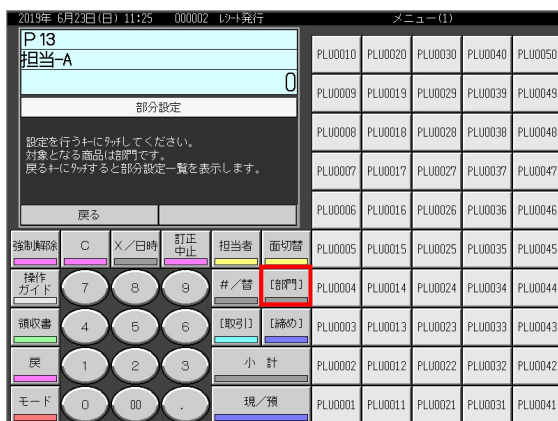 2019年 6月23日(日) 11:25 000002 レシート発行 メニュー(1)
P13
担当-A
0
部分設定
設定を行うキーにタッチしてください。
対象となる商品は部門です。
戻るキーにタッチすると部分設定一覧を表示します。
戻る
強制解除 C X/日時 訂正中止 担当者 面切替
操作ガイド 7 8 9 #/替 [部門]
領収書 4 5 6 [取引] [締め]
戻 1 2 3 小 計
モード 0 00 . 現/預
PLU0010 PLU0020 PLU0030 PLU0040 PLU0050
PLU0009 PLU0019 PLU0029 PLU0039 PLU0049
PLU0008 PLU0018 PLU0028 PLU0038 PLU0048
PLU0007 PLU0017 PLU0027 PLU0037 PLU0047
PLU0006 PLU0016 PLU0026 PLU0036 PLU0046
PLU0005 PLU0015 PLU0025 PLU0035 PLU0045
PLU0004 PLU0014 PLU0024 PLU0034 PLU0044
PLU0003 PLU0013 PLU0023 PLU0033 PLU0043
PLU0002 PLU0012 PLU0022 PLU0032 PLU0042
PLU0001 PLU0011 PLU0021 PLU0031 PLU0041